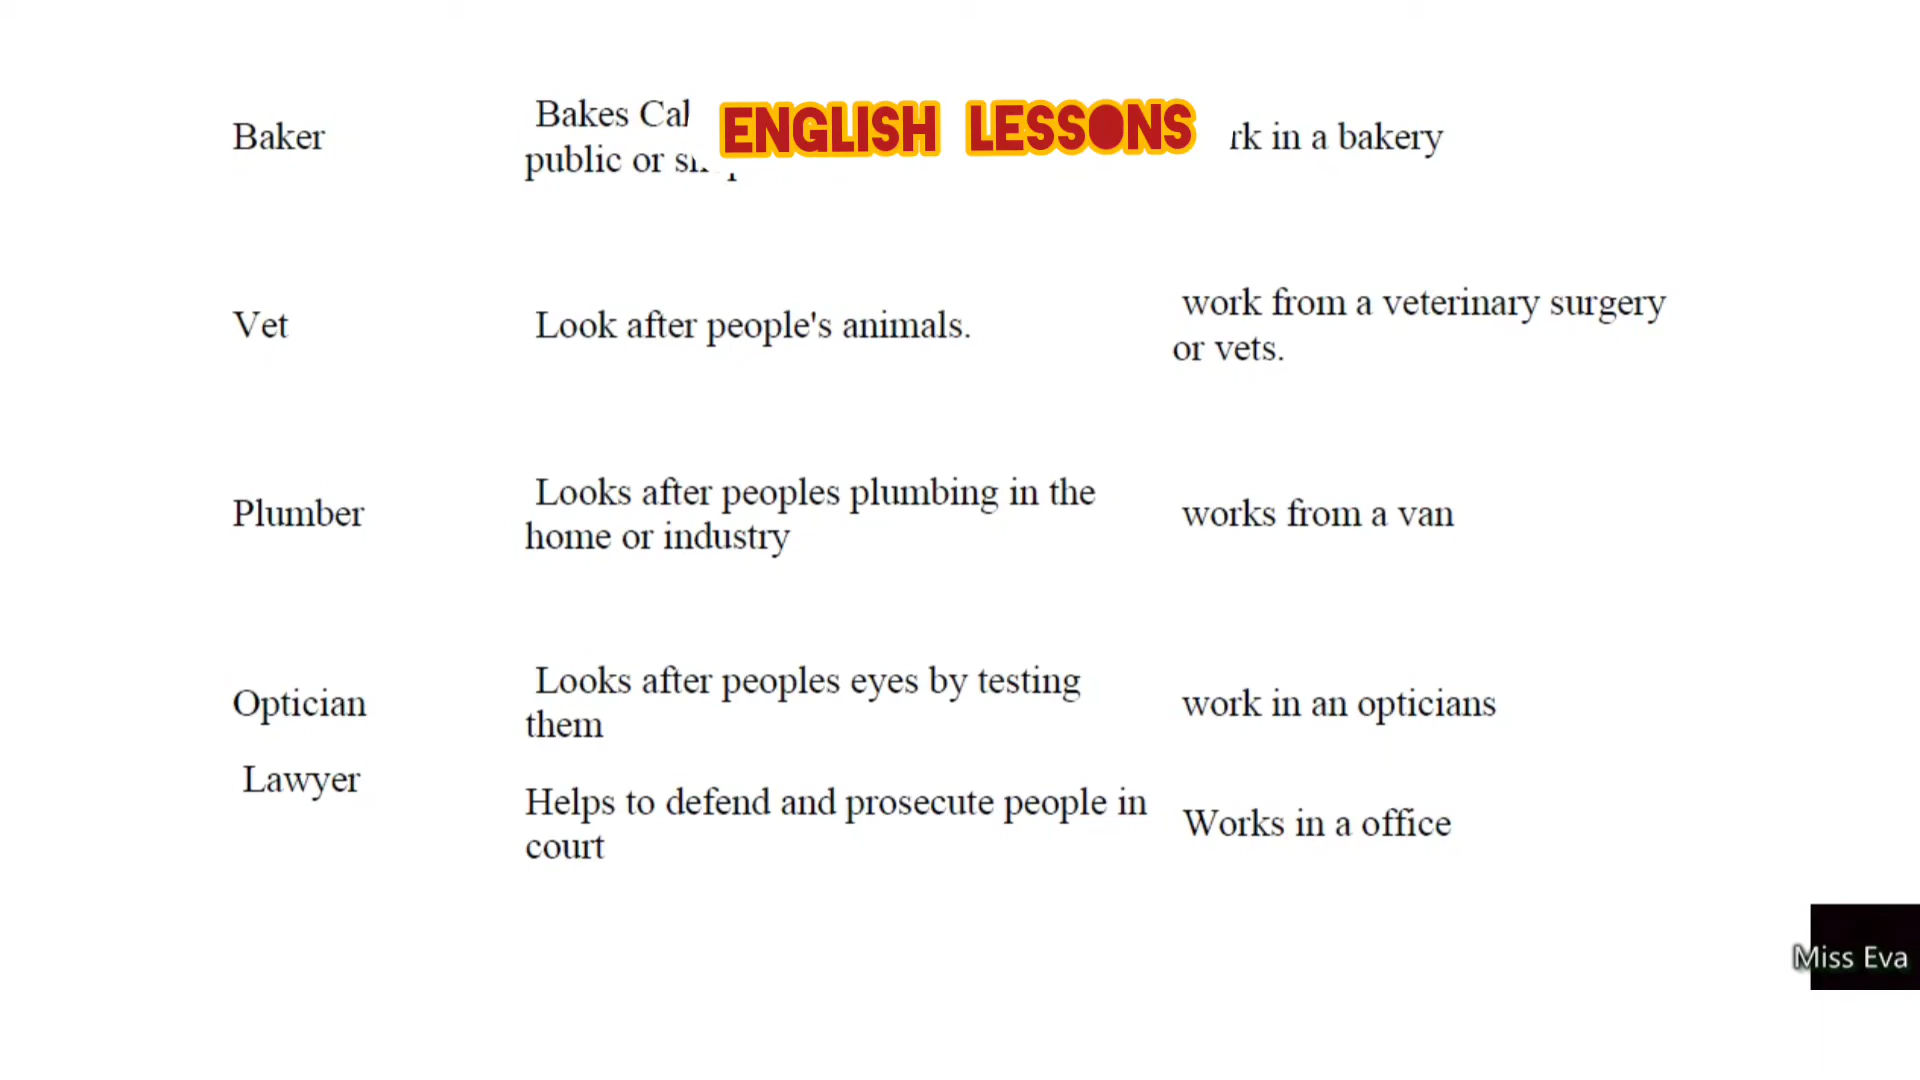 Baker
Bakes
public or
ENGLISH LESSONS
in a bakery
Vet
Look after people's animals.
work from a veterinary surgery
or vets.
Plumber
Looks after peoples plumbing in the
home or industry
works from a van
Optician
Looks after peoples eyes by testing
them
work in an opticians
Lawyer
Helps to defend and prosecute people in
court
Works in a office
Miss Eva